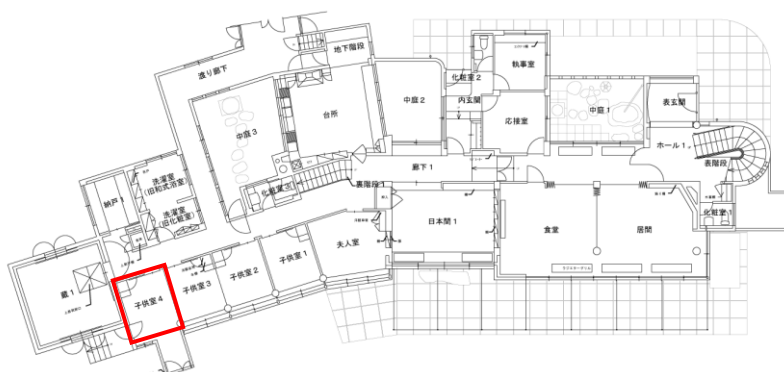 地下階段
渡り廊下
化粧室2
執事室
台所
中庭2
内玄関
応接室
中庭1
表玄関
中庭3
ホール1
表階段
洗濯室
(旧和式浴室)
廊下1
納戸1
化粧室3
裏階段1
洗濯室
(旧化粧室)
日本間1
食堂
居間
化粧室1
夫人室
子供室1
子供室2
子供室3
子供室4
蔵1